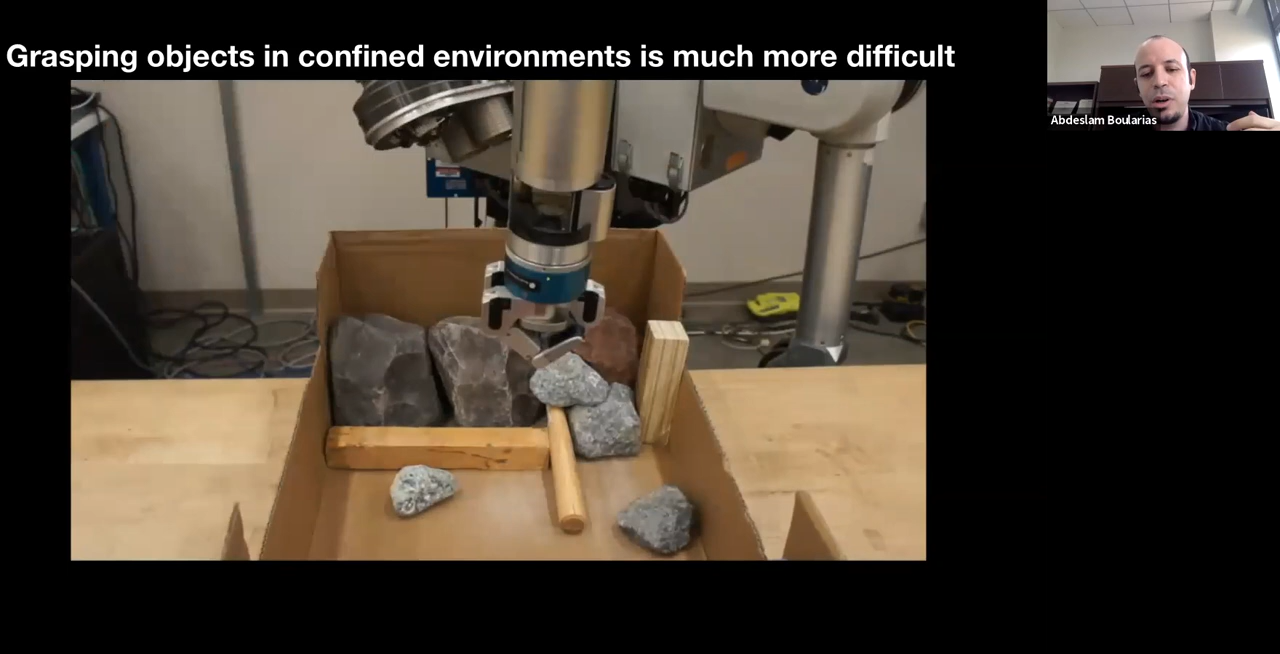 Grasping objects in confined environments is much more difficult
Abdeslam Boularias